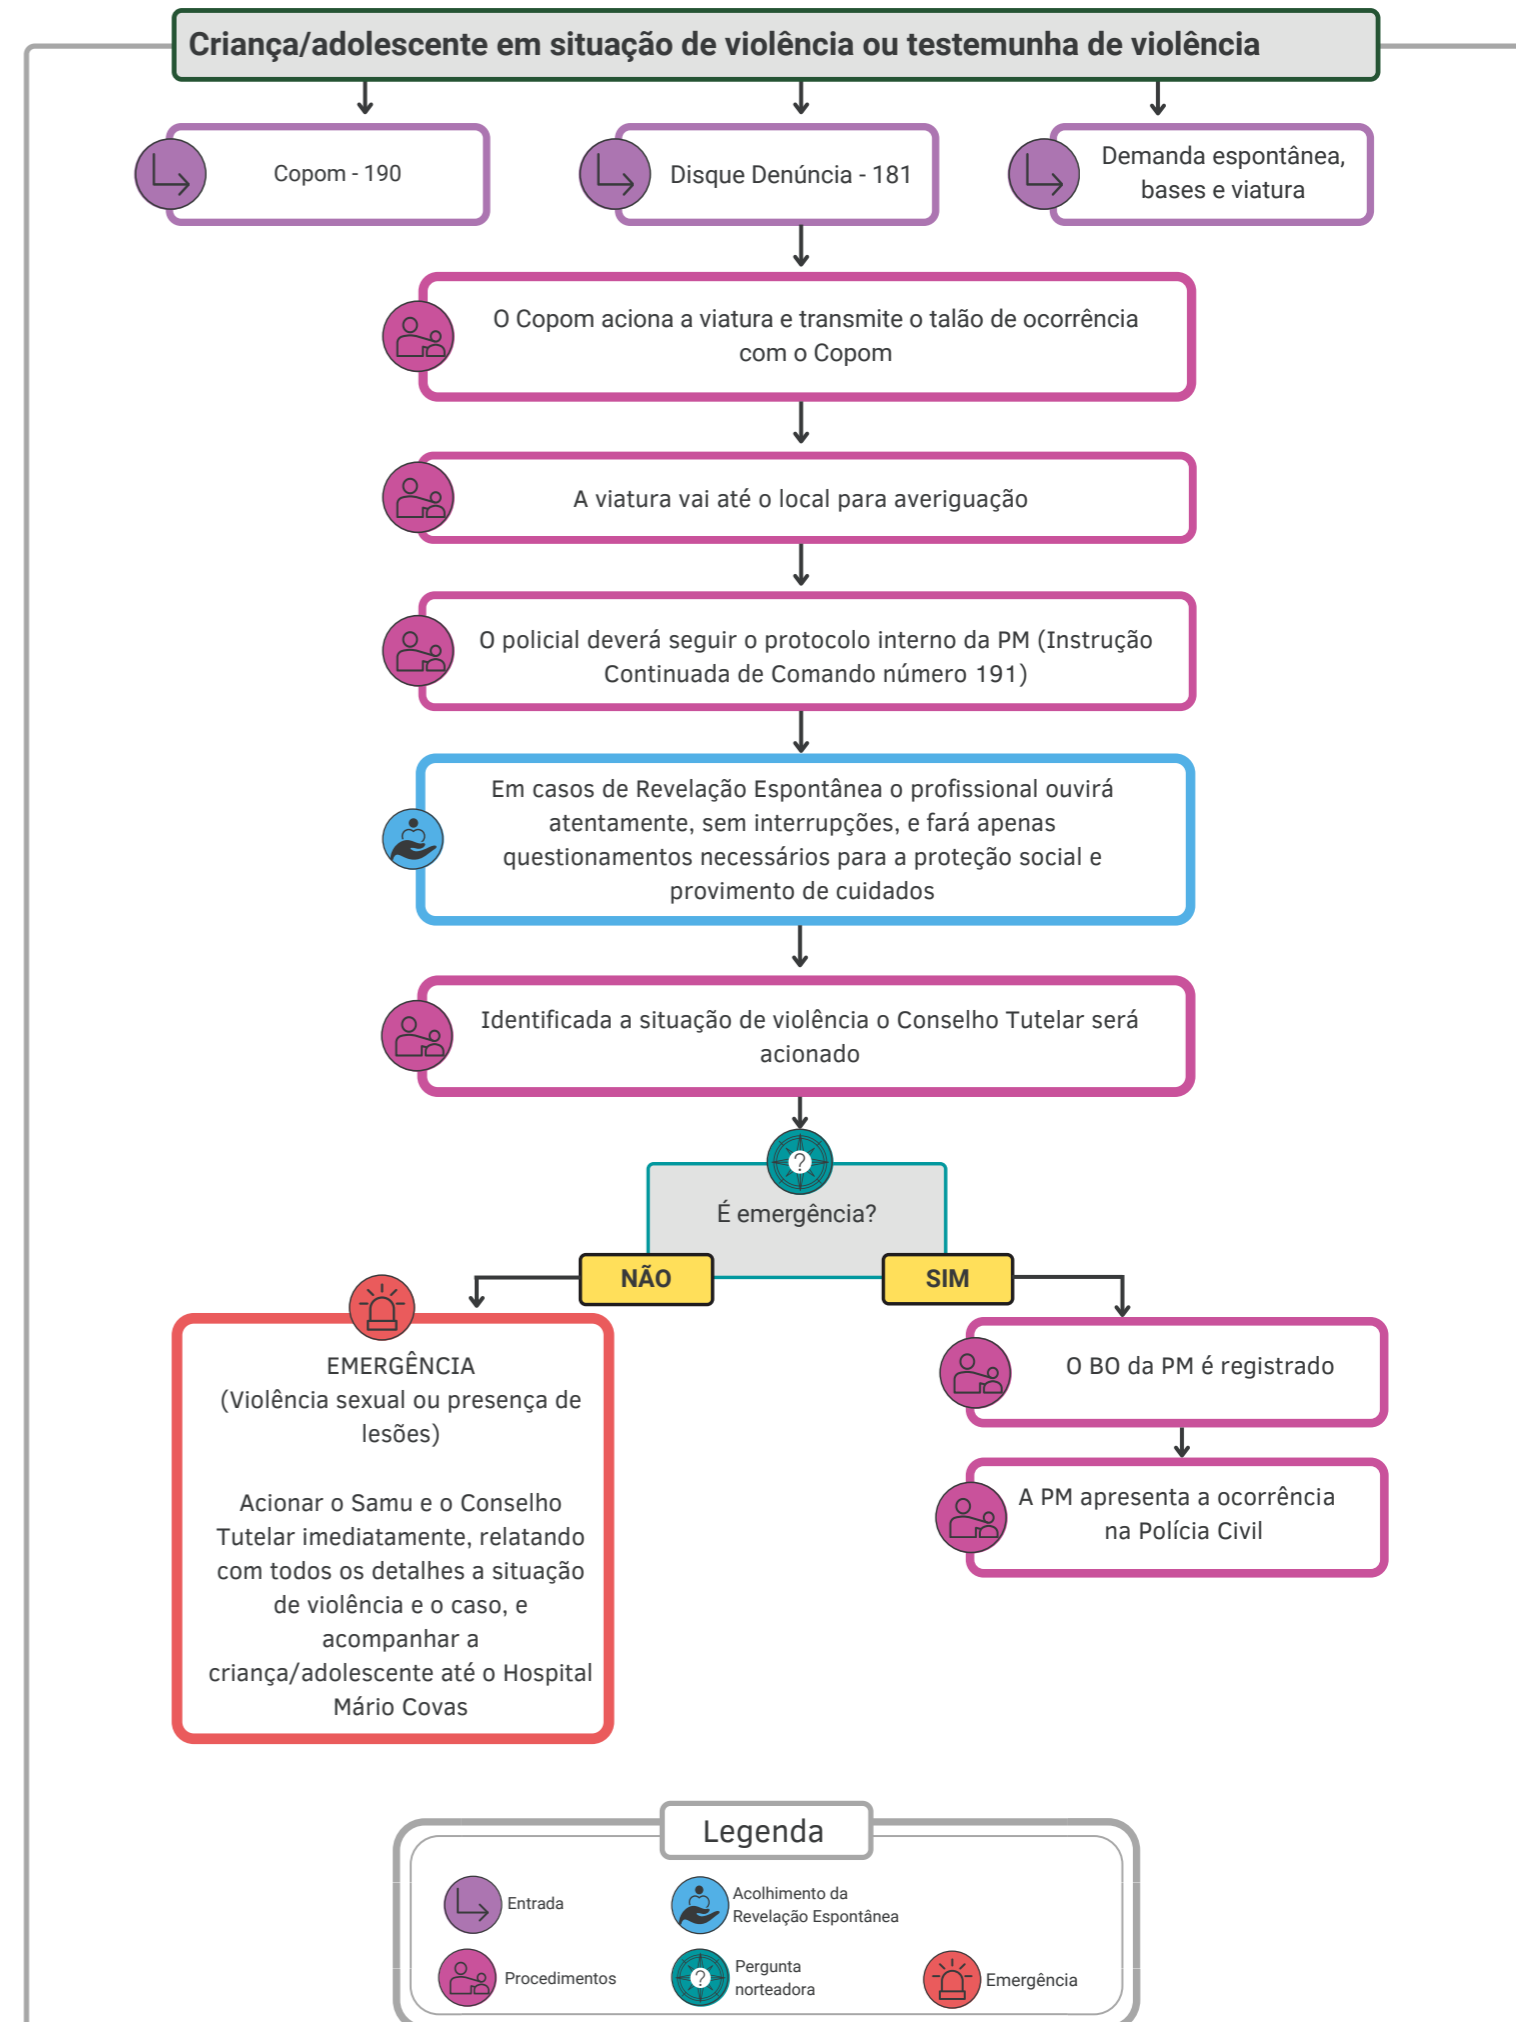 Criança/adolescente em situação de violência ou testemunha de violência
Copom - 190
Disque Denúncia - 181
Demanda espontânea,
bases e viatura
O Copom aciona a viatura e transmite o talão de ocorrência
com o Copom
A viatura vai até o local para averiguação
O policial deverá seguir o protocolo interno da PM (Instrução
Continuada de Comando número 191)
Em casos de Revelação Espontânea o profissional ouvirá
atentamente, sem interrupções, e fará apenas
questionamentos necessários para a proteção social e
provimento de cuidados
Identificada a situação de violência o Conselho Tutelar será
acionado
?
É emergência?
NÃO
SIM
EMERGÊNCIA
(Violência sexual ou presença de
lesões)
Acionar o Samu e o Conselho
Tutelar imediatamente, relatando
com todos os detalhes a situação
de violência e o caso, e
acompanhar a
criança/adolescente até o Hospital
Mário Covas
O BO da PM é registrado
A PM apresenta a ocorrência
na Polícia Civil
Legenda
Entrada
Acolhimento da
Revelação Espontânea
Procedimentos
?
Pergunta
norteadora
Emergência